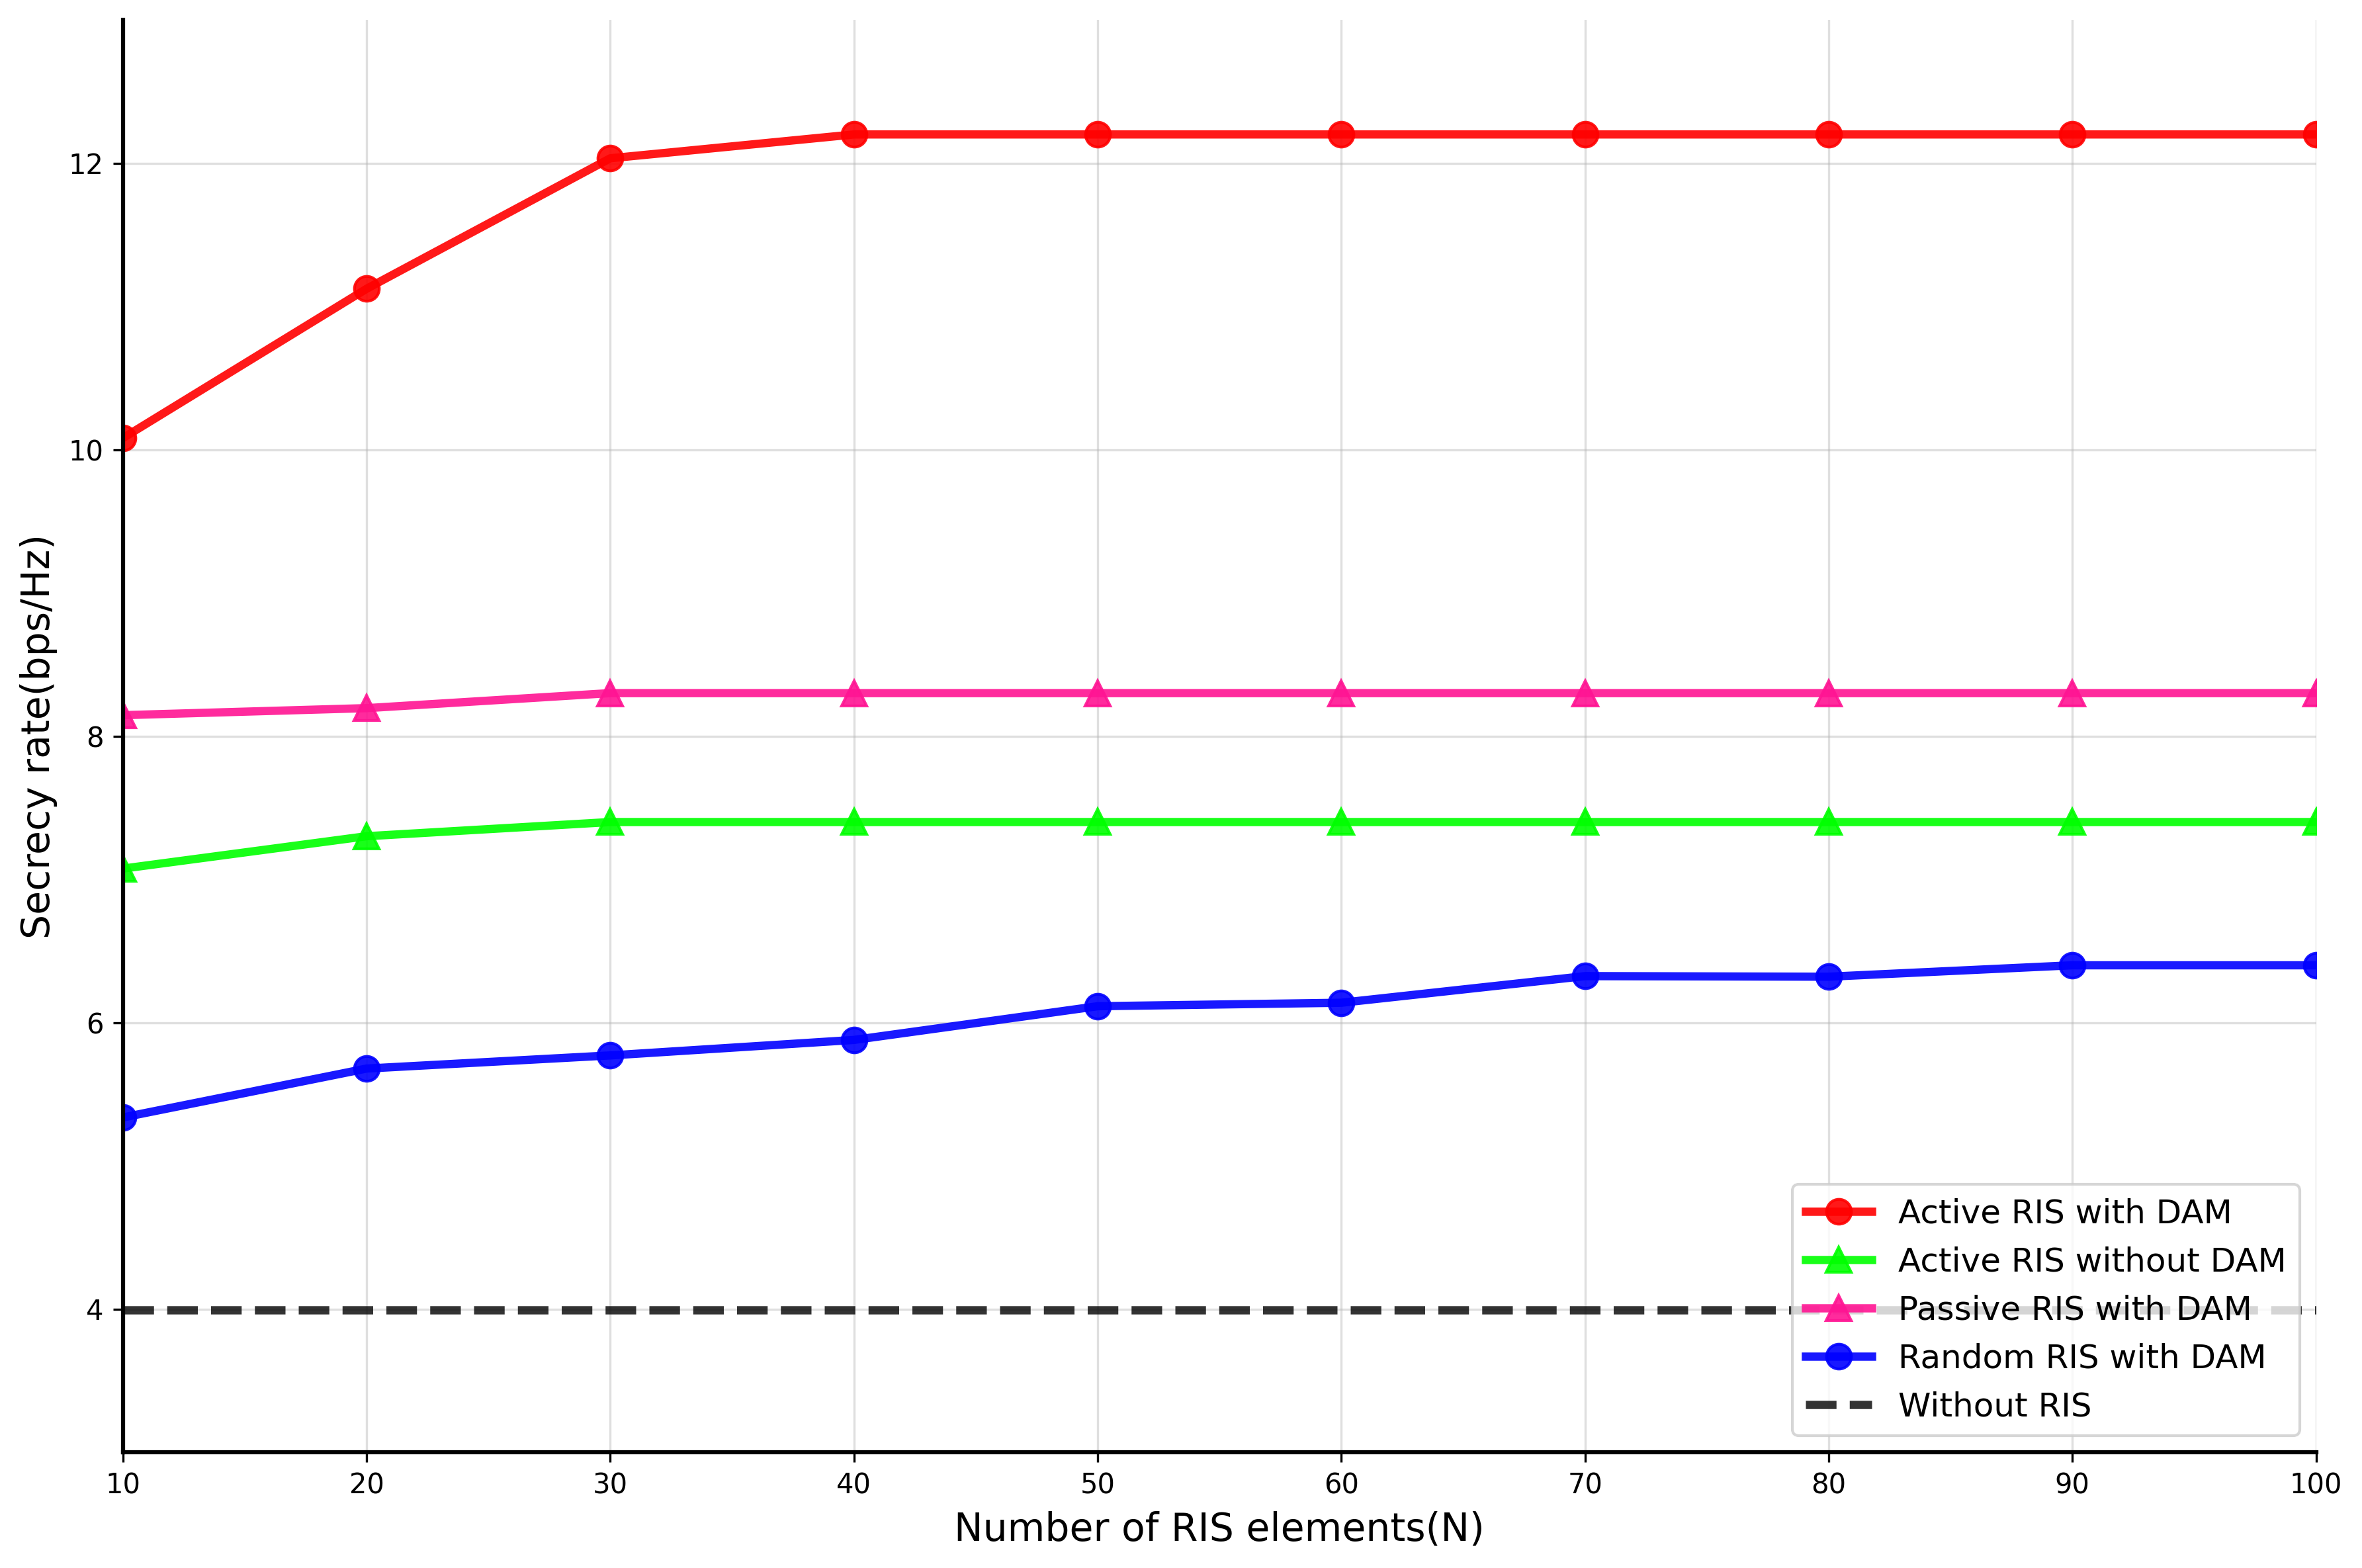 Secrecy rate(bps/Hz)
12
10
8
6
4
10 20 30 40 50 60 70 80 90 100
Number of RIS elements(N)
Active RIS with DAM
Active RIS without DAM
Passive RIS with DAM
Random RIS with DAM
Without RIS